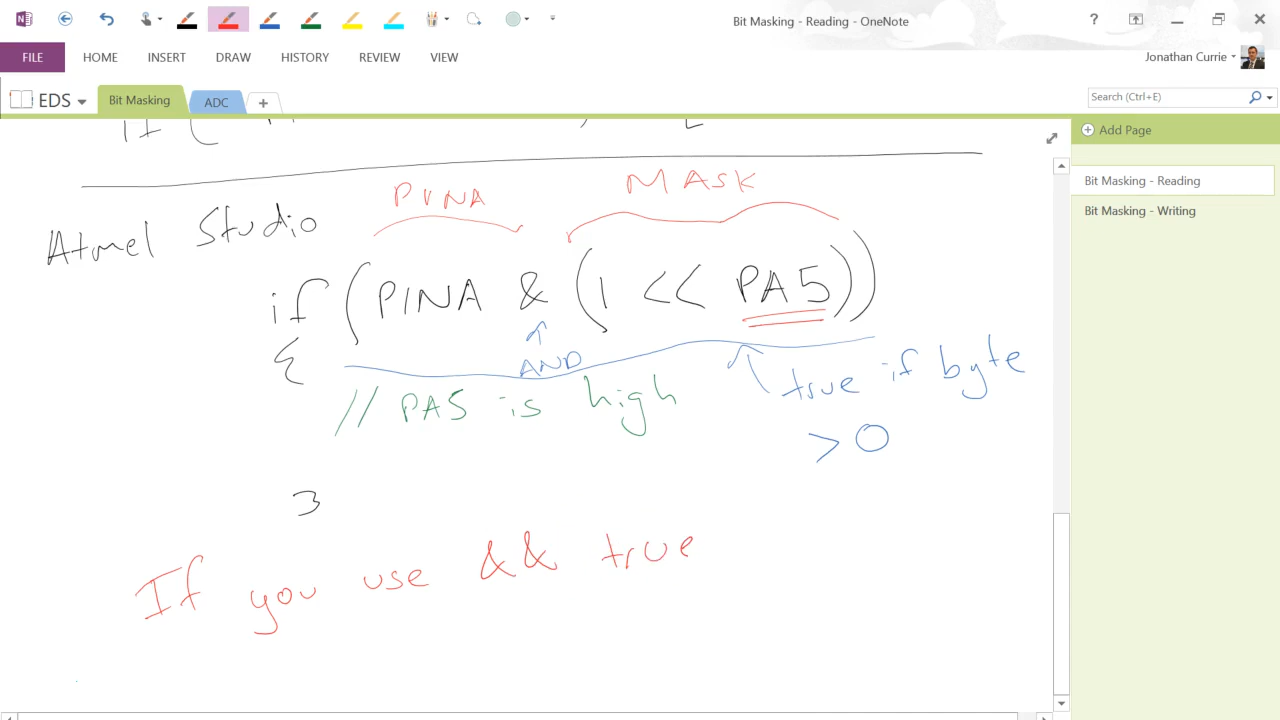 Bit Masking - Reading - OneNote
FILE
HOME
INSERT
DRAW
HISTORY
REVIEW
VIEW
Jonathan Currie
EDS
Bit Masking
ADC
Search (Ctrl+E)
Add Page
Bit Masking - Reading
Bit Masking - Writing
if (
PINA
MASK
Atmel Studio
if (PINA & (1 << PA5))
{
AND
true if byte
> 0
// PA5 is high
}
If you use && true